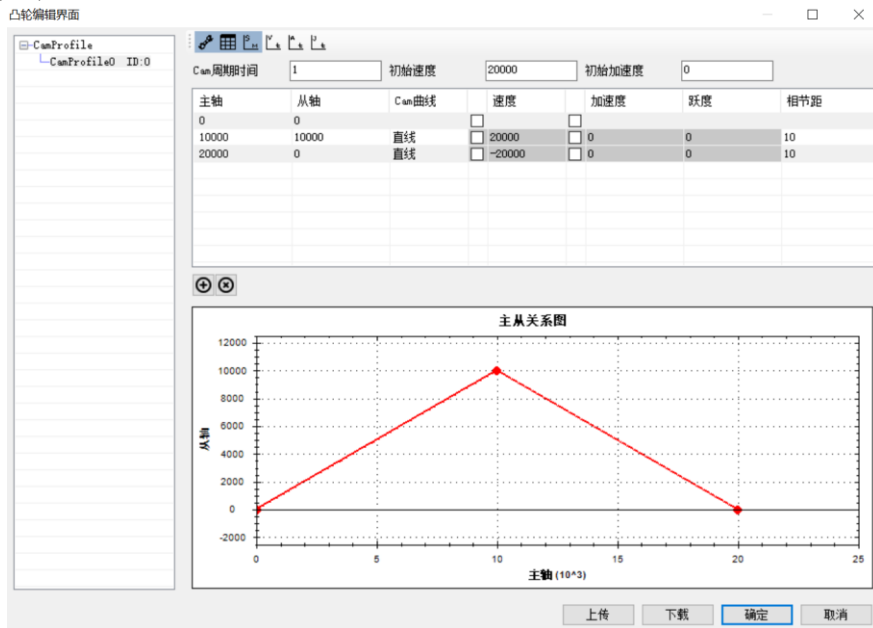 凸轮编辑界面
CamProfile
CamProfile0 ID:0
Cam周期时间 1 初始速度 20000 初始加速度 0
主轴 从轴 Cam曲线 速度 加速度 跃度 相节距
0 0
10000 10000 直线 20000 0 0 10
20000 0 直线 -20000 0 0 10
主从关系图
12000
10000
8000
6000
4000
2000
0
-2000
从轴
0 5 10 15 20 25
主轴 (10^3)
上传 下载 确定 取消